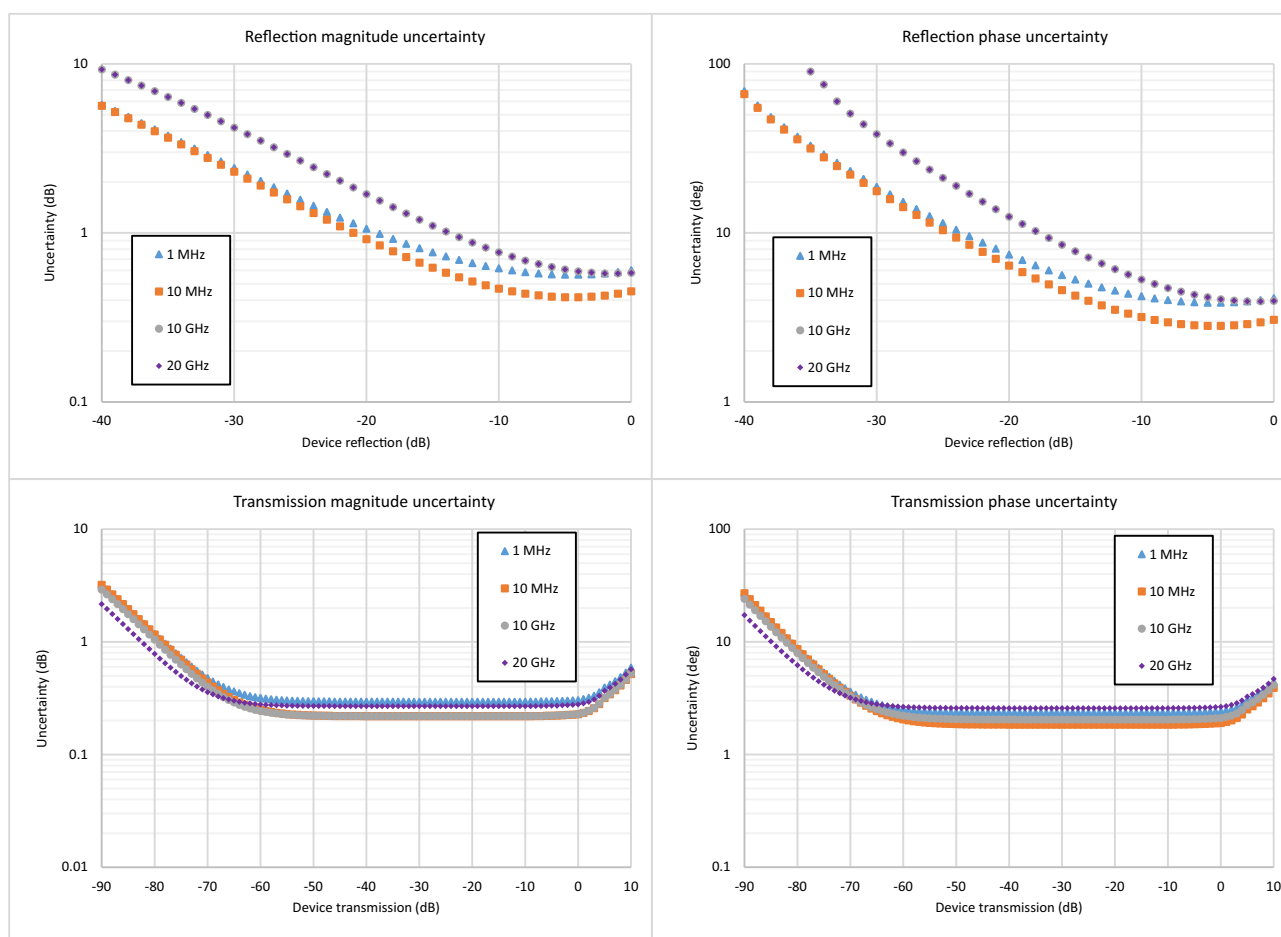 Reflection magnitude uncertainty
10
1
0.1
Uncertainty (dB)
1 MHz
10 MHz
10 GHz
20 GHz
-40 -30 -20 -10 0
Device reflection (dB)
Reflection phase uncertainty
100
10
1
Uncertainty (deg)
1 MHz
10 MHz
10 GHz
20 GHz
-40 -30 -20 -10 0
Device reflection (dB)
Transmission magnitude uncertainty
10
1
0.1
0.01
Uncertainty (dB)
1 MHz
10 MHz
10 GHz
20 GHz
-90 -80 -70 -60 -50 -40 -30 -20 -10 0 10
Device transmission (dB)
Transmission phase uncertainty
100
10
1
0.1
Uncertainty (deg)
1 MHz
10 MHz
10 GHz
20 GHz
-90 -80 -70 -60 -50 -40 -30 -20 -10 0 10
Device transmission (dB)